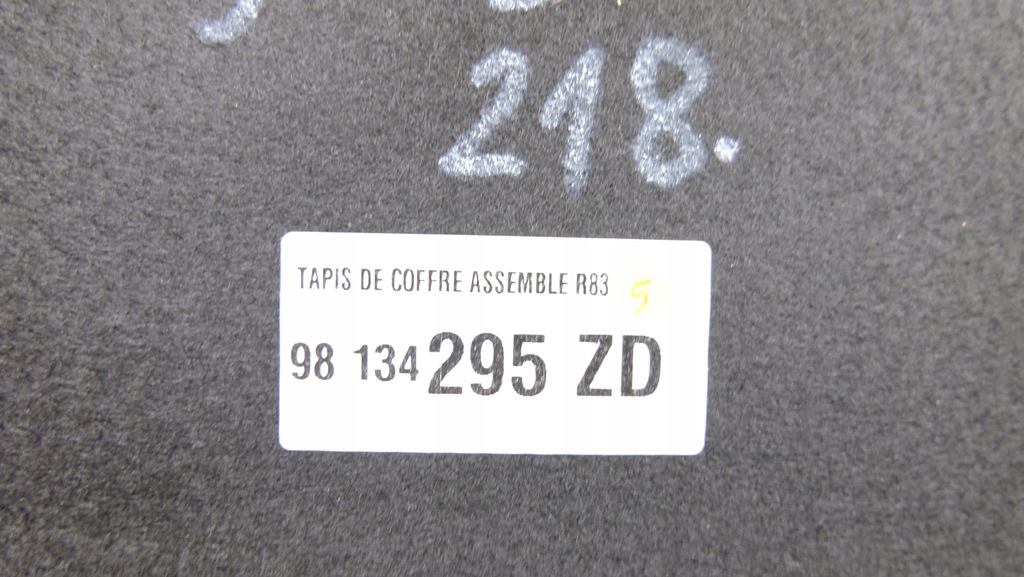 218.
TAPIS DE COFFRE ASSEMBLE R83 5
98 134 295 ZD